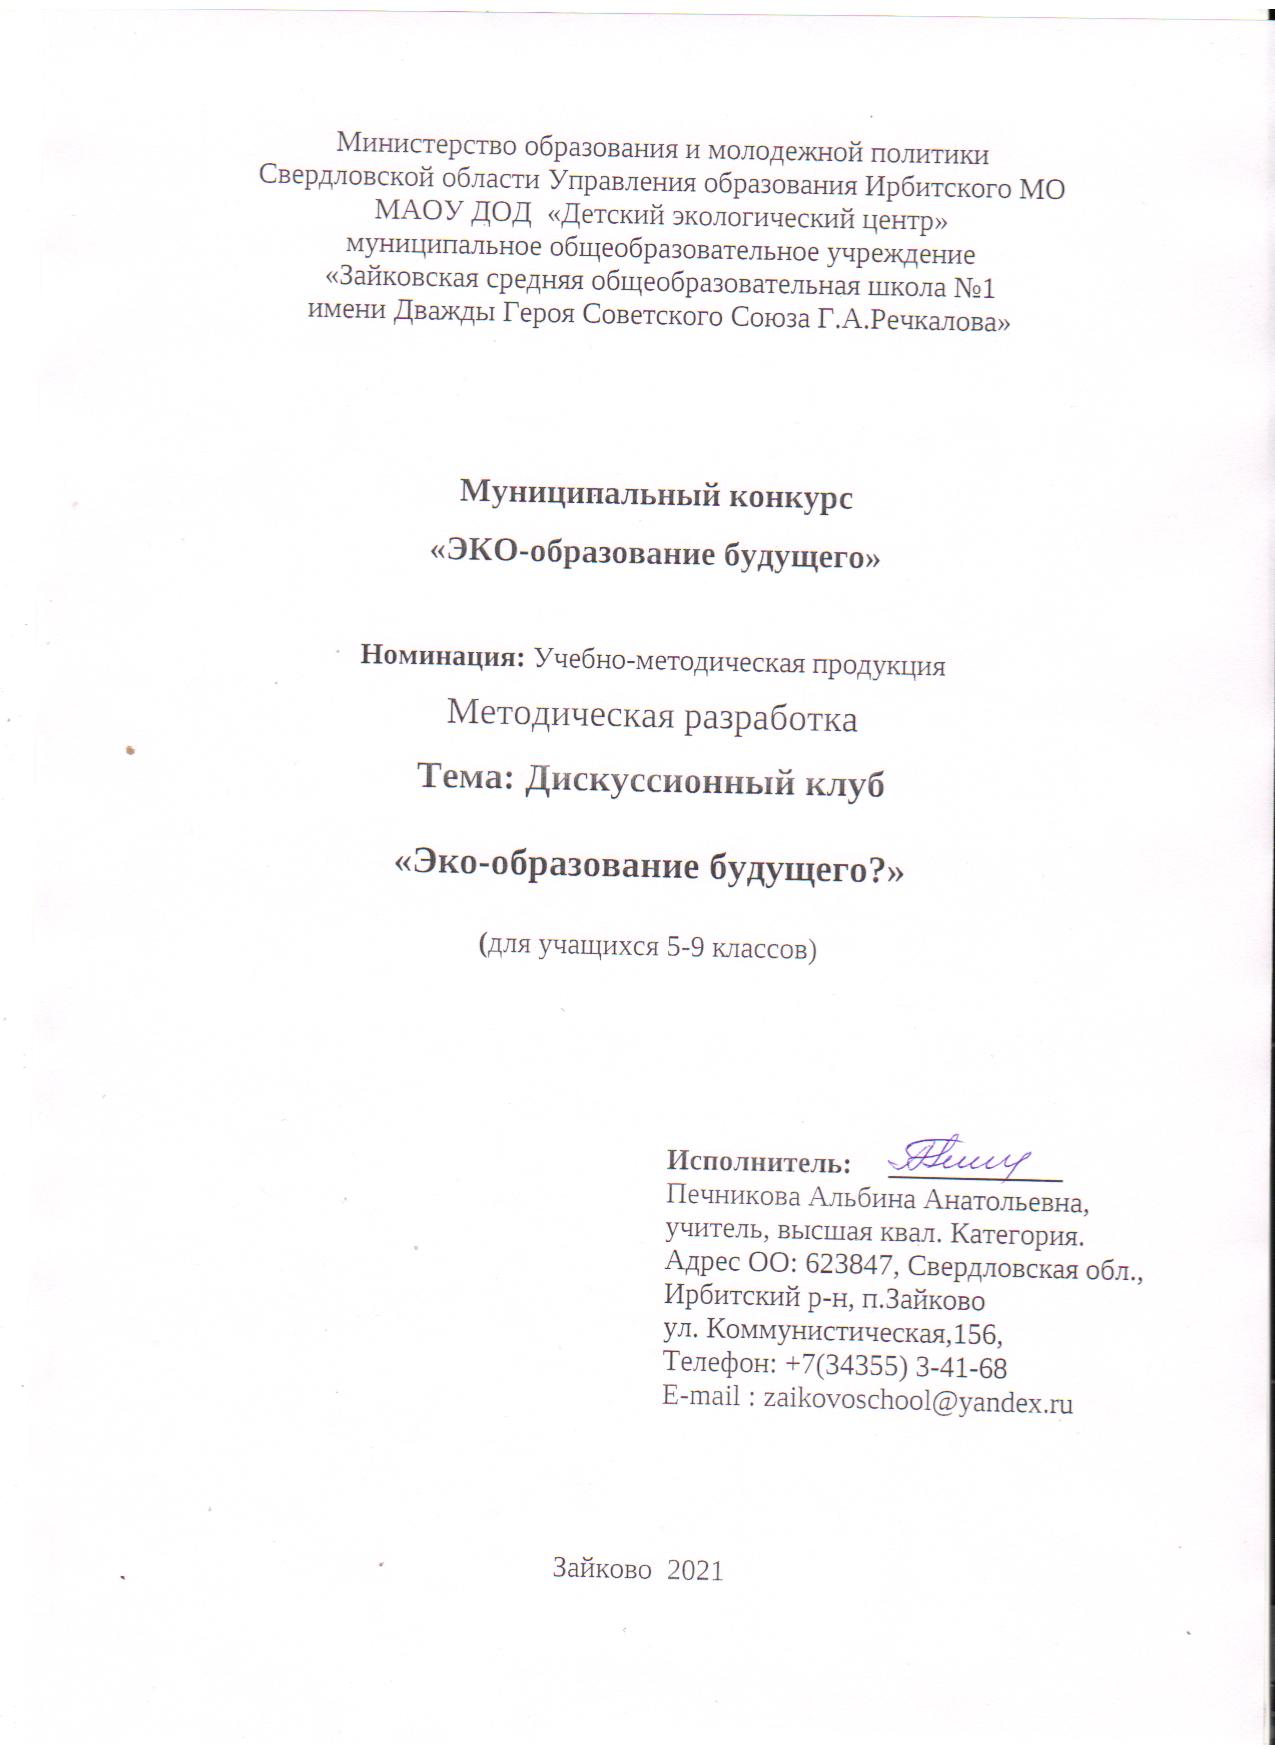 Министерство образования и молодежной политики
Свердловской области Управления образования Ирбитского МО
МАОУ ДОД «Детский экологический центр»
муниципальное общеобразовательное учреждение
«Зайковская средняя общеобразовательная школа №1
имени Дважды Героя Советского Союза Г.А.Речкалова»
Муниципальный конкурс
«ЭКО-образование будущего»
Номинация: Учебно-методическая продукция
Методическая разработка
Тема: Дискуссионный клуб
«Эко-образование будущего?»
(для учащихся 5-9 классов)
Исполнитель:
Печникова Альбина Анатольевна,
учитель, высшая квал. Категория.
Адрес ОО: 623847, Свердловская обл.,
Ирбитский р-н, п.Зайково
ул. Коммунистическая,156,
Телефон: +7(34355) 3-41-68
E-mail : zaikovoschool@yandex.ru
Зайково 2021